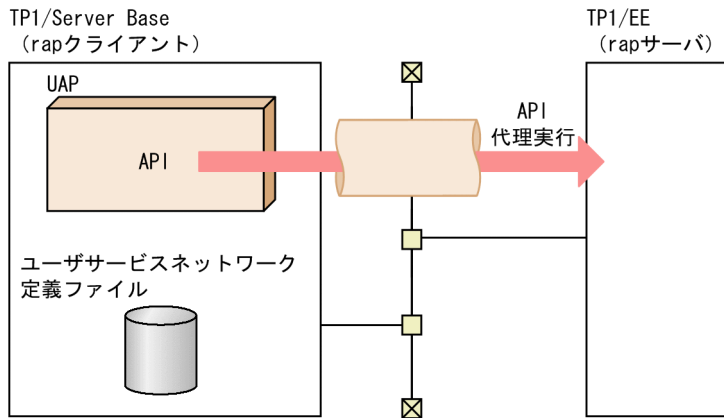 TP1/Server Base
（rapクライアント）
TP1/EE
（rapサーバ）
UAP
API
API
代理実行
ユーザサービスネットワーク
定義ファイル